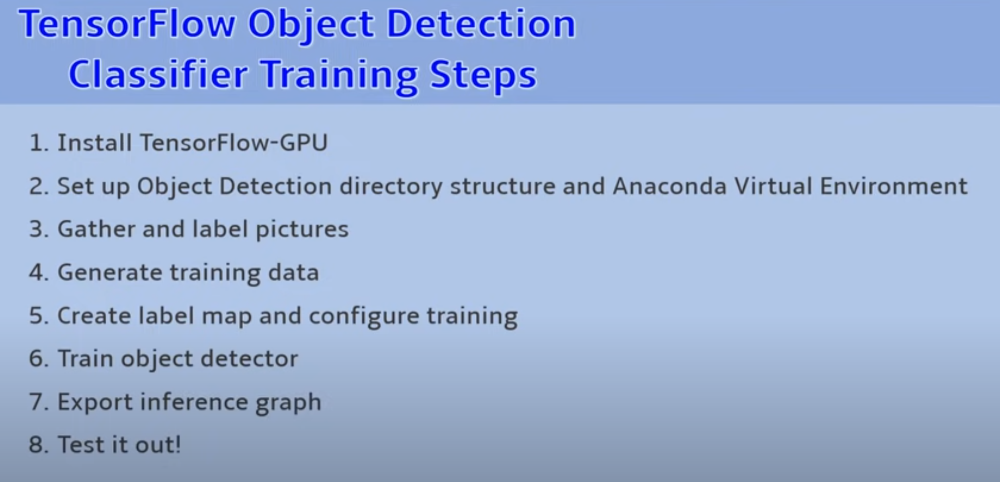 TensorFlow Object Detection
Classifier Training Steps
1. Install TensorFlow-GPU
2. Set up Object Detection directory structure and Anaconda Virtual Environment
3. Gather and label pictures
4. Generate training data
5. Create label map and configure training
6. Train object detector
7. Export inference graph
8. Test it out!